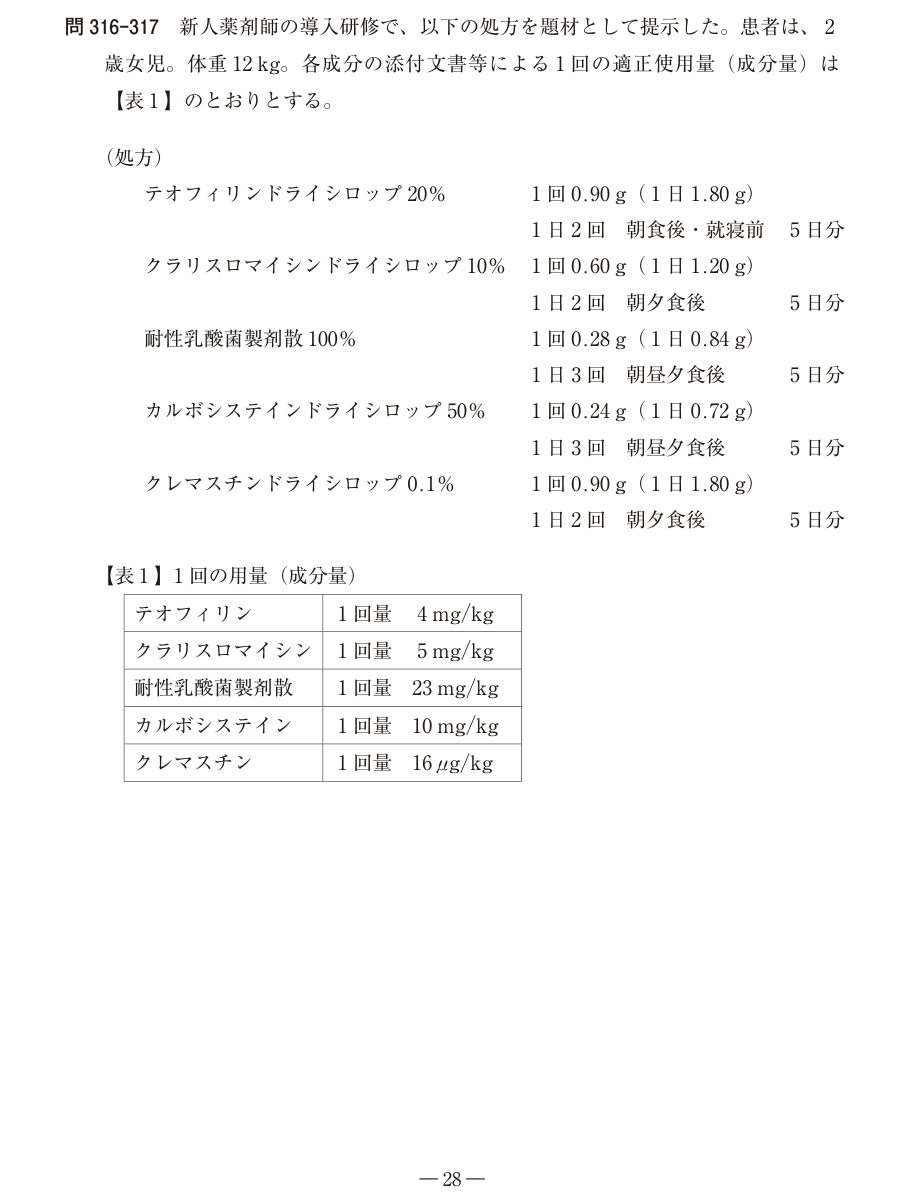 問 316-317 新人薬剤師の導入研修で、以下の処方を題材として提示した。患者は、2
歳女児。体重 12 kg。各成分の添付文書等による1回の適正使用量（成分量）は
【表1】のとおりとする。
（処方）
テオフィリンドライシロップ 20% 1回 0.90 g（1日 1.80 g）
1日2回 朝食後・就寝前 5日分
クラリスロマイシンドライシロップ 10% 1回 0.60 g（1日 1.20 g）
1日2回 朝夕食後 5日分
耐性乳酸菌製剤散 100% 1回 0.28 g（1日 0.84 g）
1日3回 朝昼夕食後 5日分
カルボシステインドライシロップ 50% 1回 0.24 g（1日 0.72 g）
1日3回 朝昼夕食後 5日分
クレマスチンドライシロップ 0.1% 1回 0.90 g（1日 1.80 g）
1日2回 朝夕食後 5日分
【表1】1回の用量（成分量）
テオフィリン 1回量 4 mg/kg
クラリスロマイシン 1回量 5 mg/kg
耐性乳酸菌製剤散 1回量 23 mg/kg
カルボシステイン 1回量 10 mg/kg
クレマスチン 1回量 16 μg/kg
― 28 ―